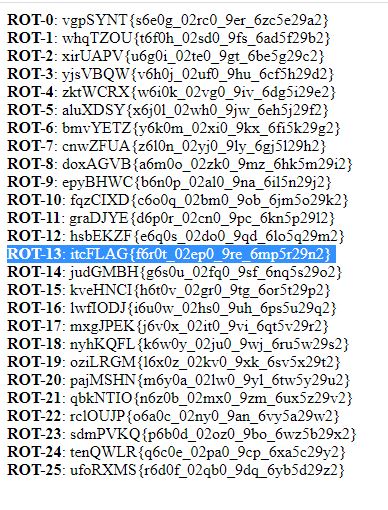 ROT-0: vgpSYNT{s6e0g_02rc0_9er_6zc5e29a2}
ROT-1: whqTZOU{t6f0h_02sd0_9fs_6ad5f29b2}
ROT-2: xirUAPV{u6g0i_02te0_9gt_6be5g29c2}
ROT-3: yjsVBQW{v6h0j_02uf0_9hu_6cf5h29d2}
ROT-4: zktWCRX{w6i0k_02vg0_9iv_6dg5i29e2}
ROT-5: aluXDSY{x6j0l_02wh0_9jw_6eh5j29f2}
ROT-6: bmvYETZ{y6k0m_02xi0_9kx_6fi5k29g2}
ROT-7: cnwZFUA{z6l0n_02yj0_9ly_6gj5l29h2}
ROT-8: doxAGVB{a6m0o_02zk0_9mz_6hk5m29i2}
ROT-9: epyBHWC{b6n0p_02al0_9na_6il5n29j2}
ROT-10: fqzCIXD{c6o0q_02bm0_9ob_6jm5o29k2}
ROT-11: graDJYE{d6p0r_02cn0_9pc_6kn5p29l2}
ROT-12: hsbEKZF{e6q0s_02do0_9qd_6lo5q29m2}
ROT-13: itcFLAG{f6r0t_02ep0_9re_6mp5r29n2}
ROT-14: judGMBH{g6s0u_02fq0_9sf_6nq5s29o2}
ROT-15: kveHNCI{h6t0v_02gr0_9tg_6or5t29p2}
ROT-16: lwfIODJ{i6u0w_02hs0_9uh_6ps5u29q2}
ROT-17: mxgJPEK{j6v0x_02it0_9vi_6qt5v29r2}
ROT-18: nyhKQFL{k6w0y_02ju0_9wj_6ru5w29s2}
ROT-19: oziLRGM{l6x0z_02kv0_9xk_6sv5x29t2}
ROT-20: pajMSHN{m6y0a_02lw0_9yl_6tw5y29u2}
ROT-21: qbkNTIO{n6z0b_02mx0_9zm_6ux5z29v2}
ROT-22: rclOUJP{o6a0c_02ny0_9an_6vy5a29w2}
ROT-23: sdmPVKQ{p6b0d_02oz0_9bo_6wz5b29x2}
ROT-24: tenQWLR{q6c0e_02pa0_9cp_6xa5c29y2}
ROT-25: ufoRXMS{r6d0f_02qb0_9dq_6yb5d29z2}